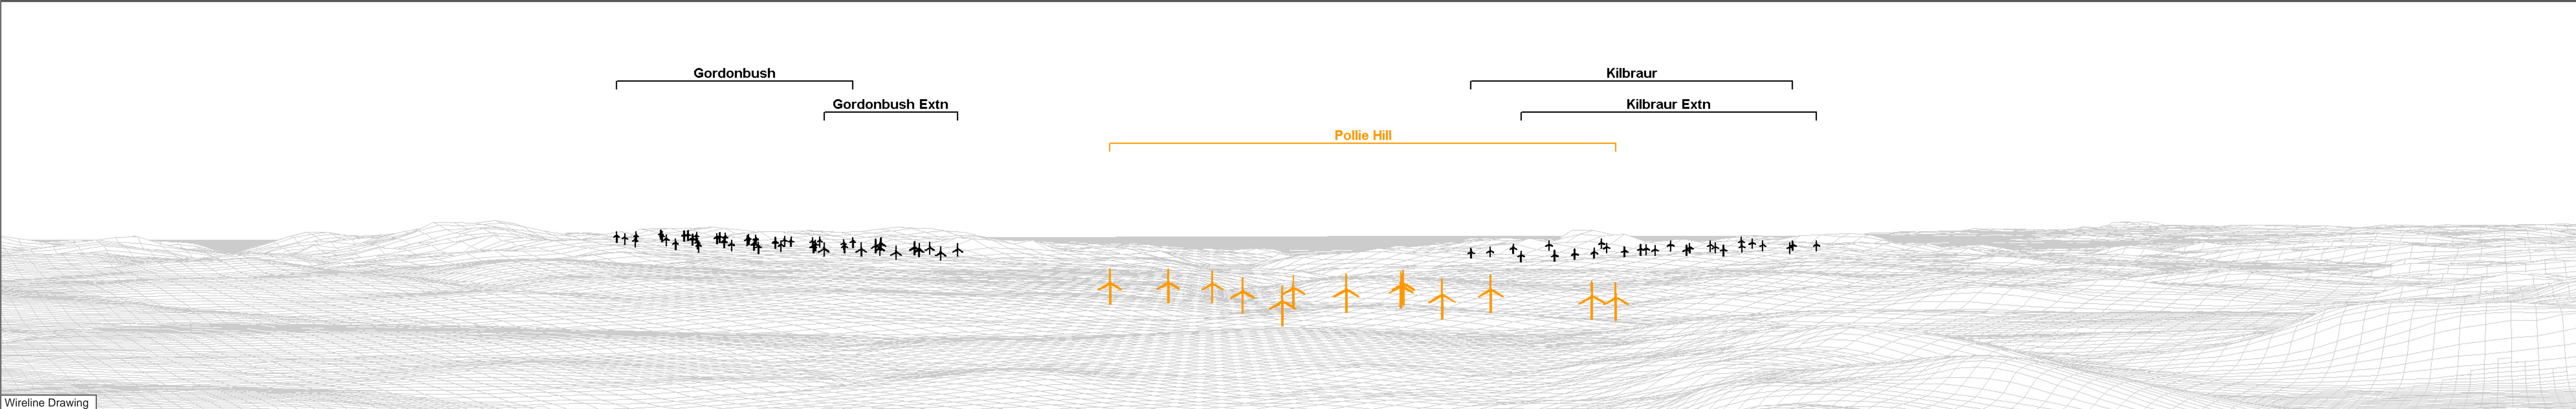 Gordonbush
Kilbraur
Gordonbush Extn
Kilbraur Extn
Pollie Hill
Wireline Drawing